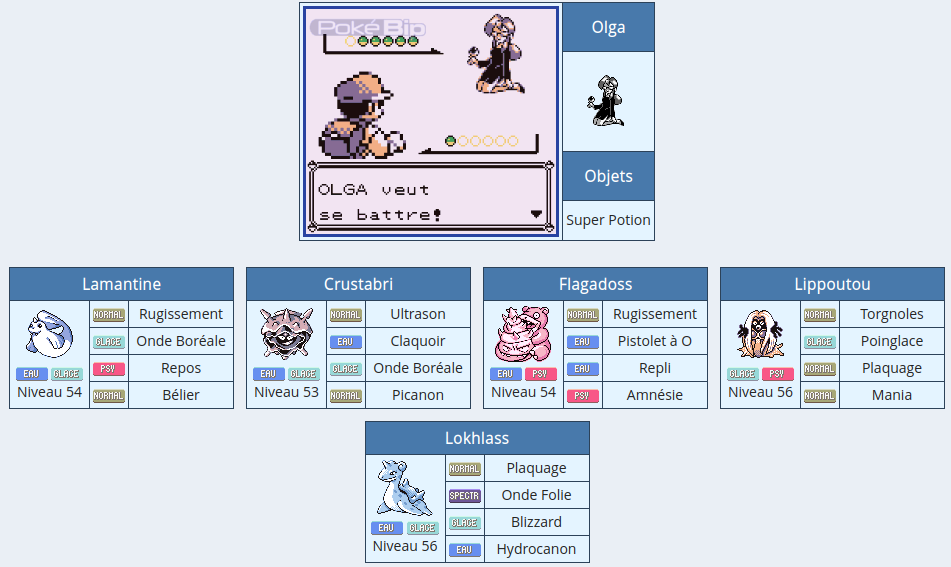 Poké Bip
OLGA veut
se battre!
Olga
Objets
Super Potion
Lamantine
EAU GLACE
Niveau 54
NORMAL Rugissement
GLACE Onde Boréale
PSY Repos
NORMAL Bélier
Crustabri
EAU GLACE
Niveau 53
NORMAL Ultrason
EAU Claquoir
GLACE Onde Boréale
NORMAL Picanon
Flagadoss
EAU PSY
Niveau 54
NORMAL Rugissement
EAU Pistolet à O
EAU Repli
PSY Amnésie
Lippoutou
GLACE PSY
Niveau 56
NORMAL Torgnoles
GLACE Poinglace
NORMAL Plaquage
NORMAL Mania
Lokhlass
EAU GLACE
Niveau 56
NORMAL Plaquage
SPECTR Onde Folie
GLACE Blizzard
EAU Hydrocanon